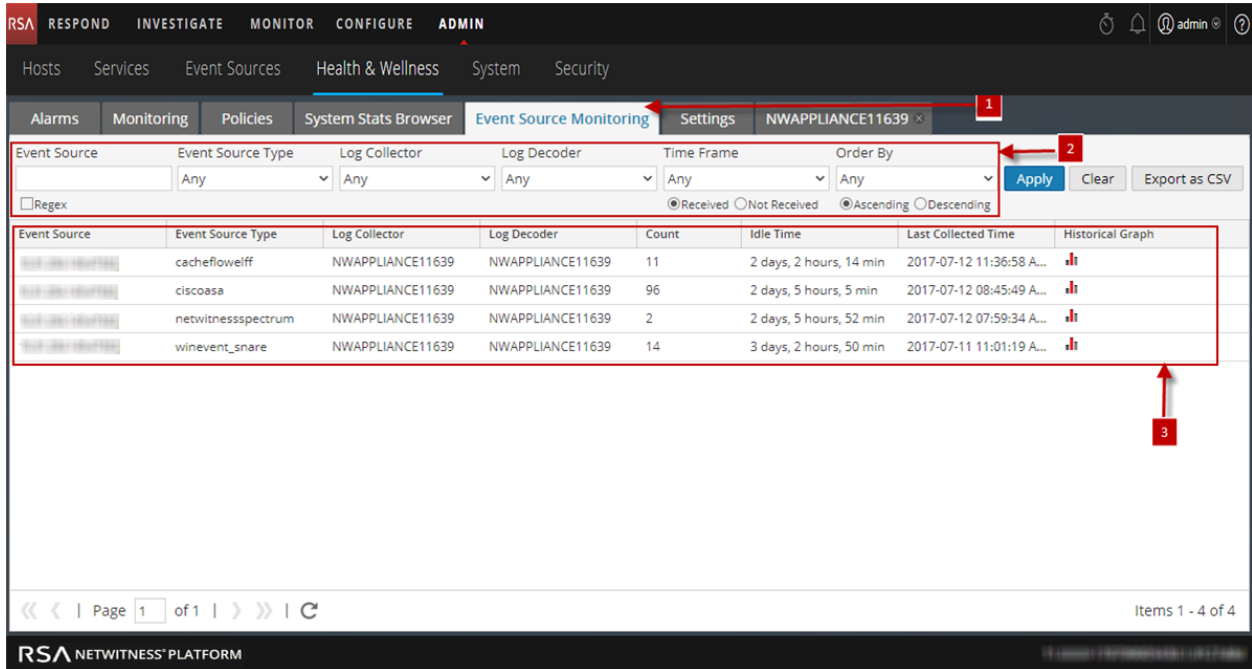 RSA RESPOND INVESTIGATE MONITOR CONFIGURE ADMIN admin ?
Hosts Services Event Sources Health & Wellness System Security
1
Alarms Monitoring Policies System Stats Browser Event Source Monitoring Settings NWAPPLIANCE11639
2
Event Source Event Source Type Log Collector Log Decoder Time Frame Order By
Any Any Any Any Any Apply Clear Export as CSV
Regex Received Not Received Ascending Descending
Event Source Event Source Type Log Collector Log Decoder Count Idle Time Last Collected Time Historical Graph
cacheflowelff NWAPPLIANCE11639 NWAPPLIANCE11639 11 2 days, 2 hours, 14 min 2017-07-12 11:36:58 A...
ciscoasa NWAPPLIANCE11639 NWAPPLIANCE11639 96 2 days, 5 hours, 5 min 2017-07-12 08:45:49 A...
netwitnessspectrum NWAPPLIANCE11639 NWAPPLIANCE11639 2 2 days, 5 hours, 52 min 2017-07-12 07:59:34 A...
winevent_snare NWAPPLIANCE11639 NWAPPLIANCE11639 14 3 days, 2 hours, 50 min 2017-07-11 11:01:19 A...
3
Page 1 of 1 Items 1 - 4 of 4
RSA NETWITNESS® PLATFORM